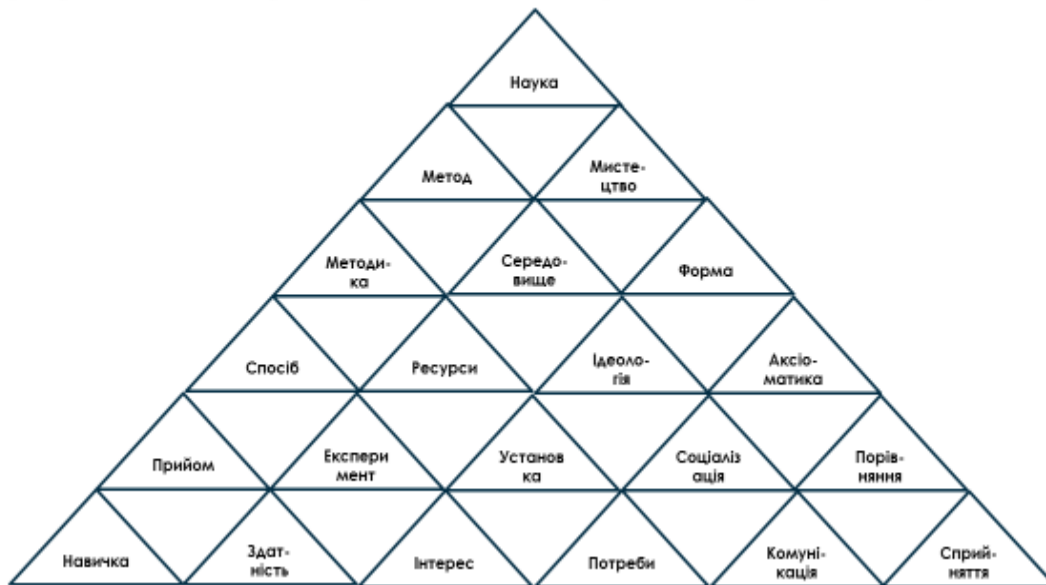 Наука
Метод
Мисте-
цтво
Методи-
ка
Середо-
вище
Форма
Спосіб
Ресурси
Ідеоло-
гія
Аксіо-
матика
Прийом
Експери
мент
Установ
ка
Соціаліз
ація
Порів-
няння
Навичка
Здат-
ність
Інтерес
Потреби
Комуні-
кація
Сприй-
няття